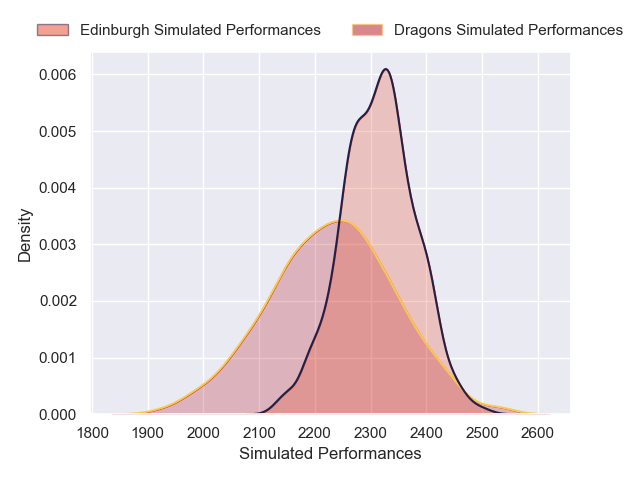 Edinburgh Simulated Performances Dragons Simulated Performances
0.006
0.005
0.004
0.003
0.002
0.001
0.000
Density
1800 1900 2000 2100 2200 2300 2400 2500 2600
Simulated Performances